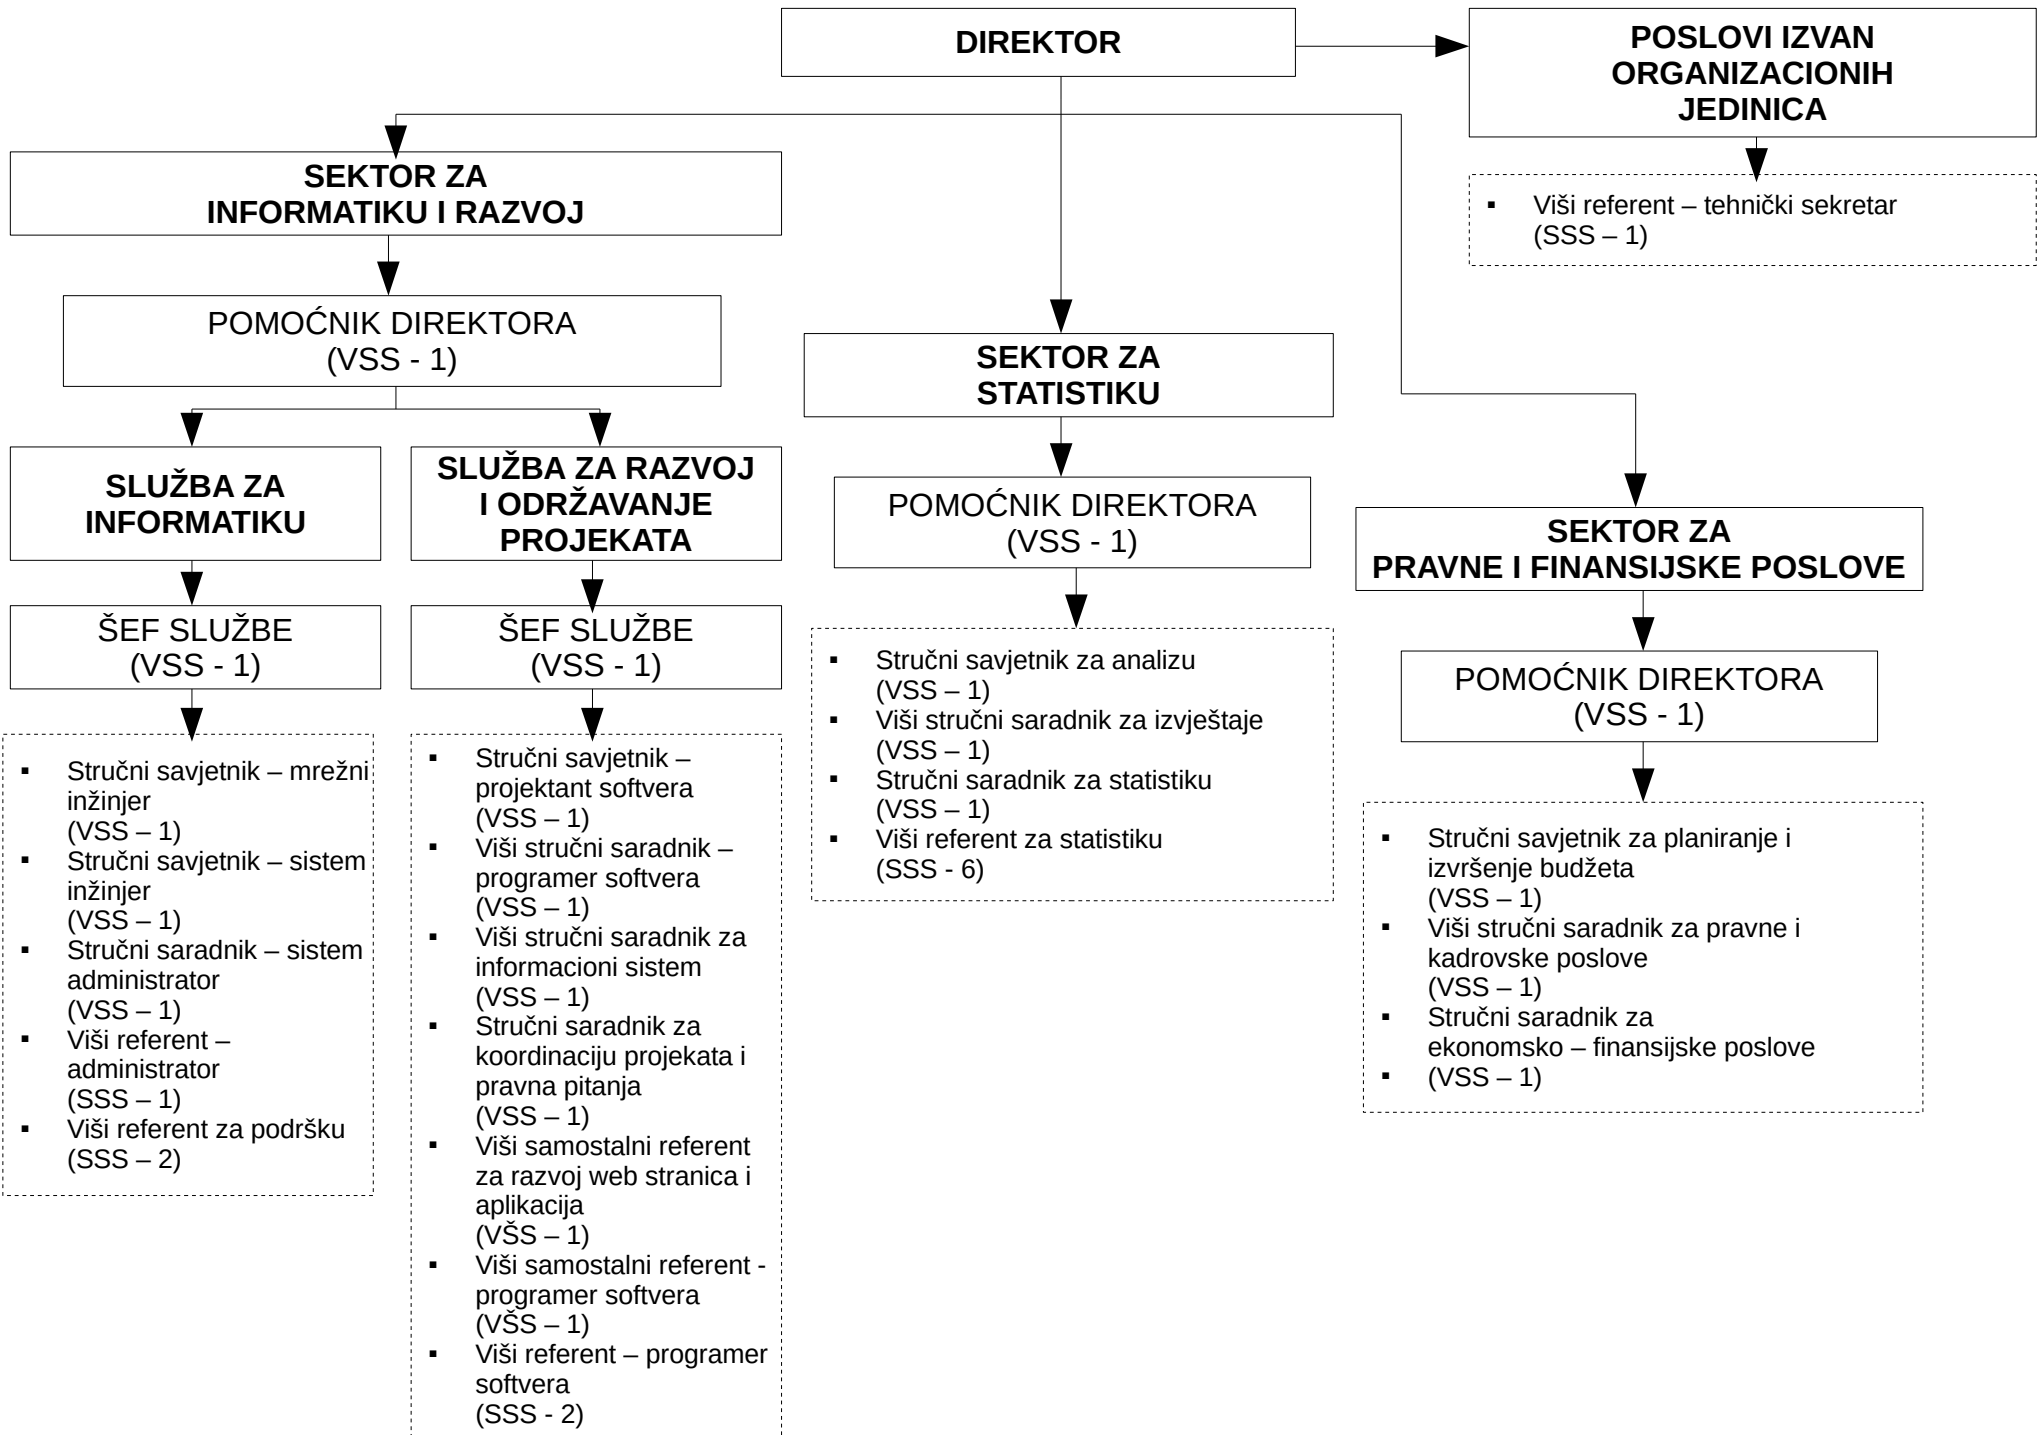 DIREKTOR
POSLOVI IZVAN
ORGANIZACIONIH
JEDINICA
▪ Viši referent – tehnički sekretar
(SSS – 1)
SEKTOR ZA
INFORMATIKU I RAZVOJ
POMOĆNIK DIREKTORA
(VSS - 1)
SLUŽBA ZA
INFORMATIKU
ŠEF SLUŽBE
(VSS - 1)
▪ Stručni savjetnik – mrežni
inžinjer
(VSS – 1)
▪ Stručni savjetnik – sistem
inžinjer
(VSS – 1)
▪ Stručni saradnik – sistem
administrator
(VSS – 1)
▪ Viši referent –
administrator
(SSS – 1)
▪ Viši referent za podršku
(SSS – 2)
SLUŽBA ZA RAZVOJ
I ODRŽAVANJE
PROJEKATA
ŠEF SLUŽBE
(VSS - 1)
▪ Stručni savjetnik –
projektant softvera
(VSS – 1)
▪ Viši stručni saradnik –
programer softvera
(VSS – 1)
▪ Viši stručni saradnik za
informacioni sistem
(VSS – 1)
▪ Stručni saradnik za
koordinaciju projekata i
pravna pitanja
(VSS – 1)
▪ Viši samostalni referent
za razvoj web stranica i
aplikacija
(VŠS – 1)
▪ Viši samostalni referent -
programer softvera
(VŠS – 1)
▪ Viši referent – programer
softvera
(SSS - 2)
SEKTOR ZA
STATISTIKU
POMOĆNIK DIREKTORA
(VSS - 1)
▪ Stručni savjetnik za analizu
(VSS – 1)
▪ Viši stručni saradnik za izvještaje
(VSS – 1)
▪ Stručni saradnik za statistiku
(VSS – 1)
▪ Viši referent za statistiku
(SSS - 6)
SEKTOR ZA
PRAVNE I FINANSIJSKE POSLOVE
POMOĆNIK DIREKTORA
(VSS - 1)
▪ Stručni savjetnik za planiranje i
izvršenje budžeta
(VSS – 1)
▪ Viši stručni saradnik za pravne i
kadrovske poslove
(VSS – 1)
▪ Stručni saradnik za
ekonomsko – finansijske poslove
▪ (VSS – 1)